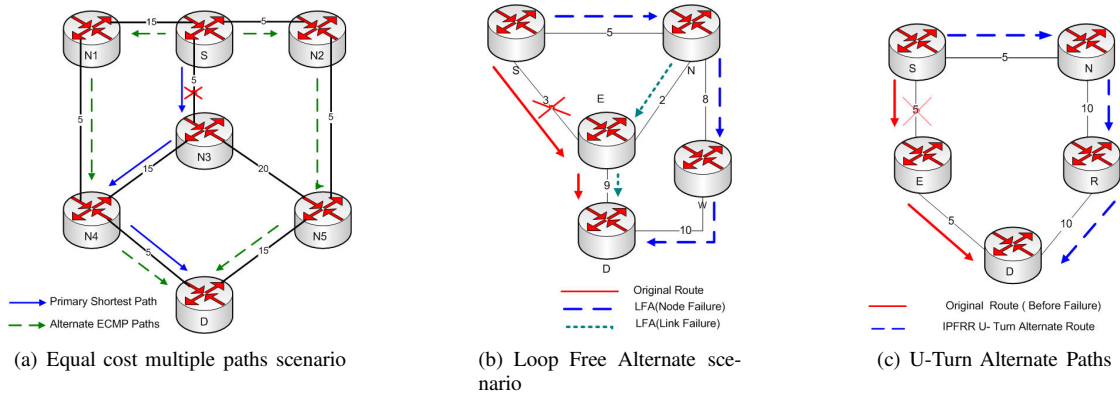 15
5
N1
S
N2
5
5
5
N3
15
20
N4
N5
5
15
D
Primary Shortest Path
Alternate ECMP Paths
(a) Equal cost multiple paths scenario
5
S
N
E
3
2
8
9
W
10
D
Original Route
LFA(Node Failure)
LFA(Link Failure)
(b) Loop Free Alternate sce-
nario
S
N
5
5
10
E
R
5
10
D
Original Route ( Before Failure)
IPFRR U- Turn Alternate Route
(c) U-Turn Alternate Paths